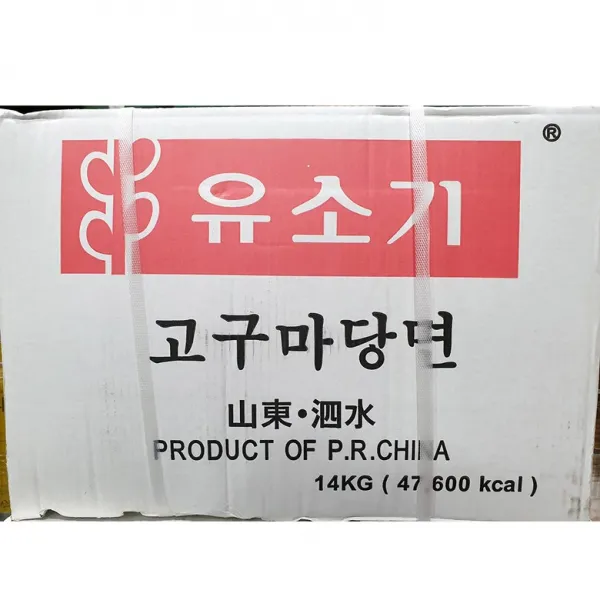 ®
유소기
고구마당면
山東·泗水
PRODUCT OF P.R.CHINA
14KG ( 47,600 kcal )